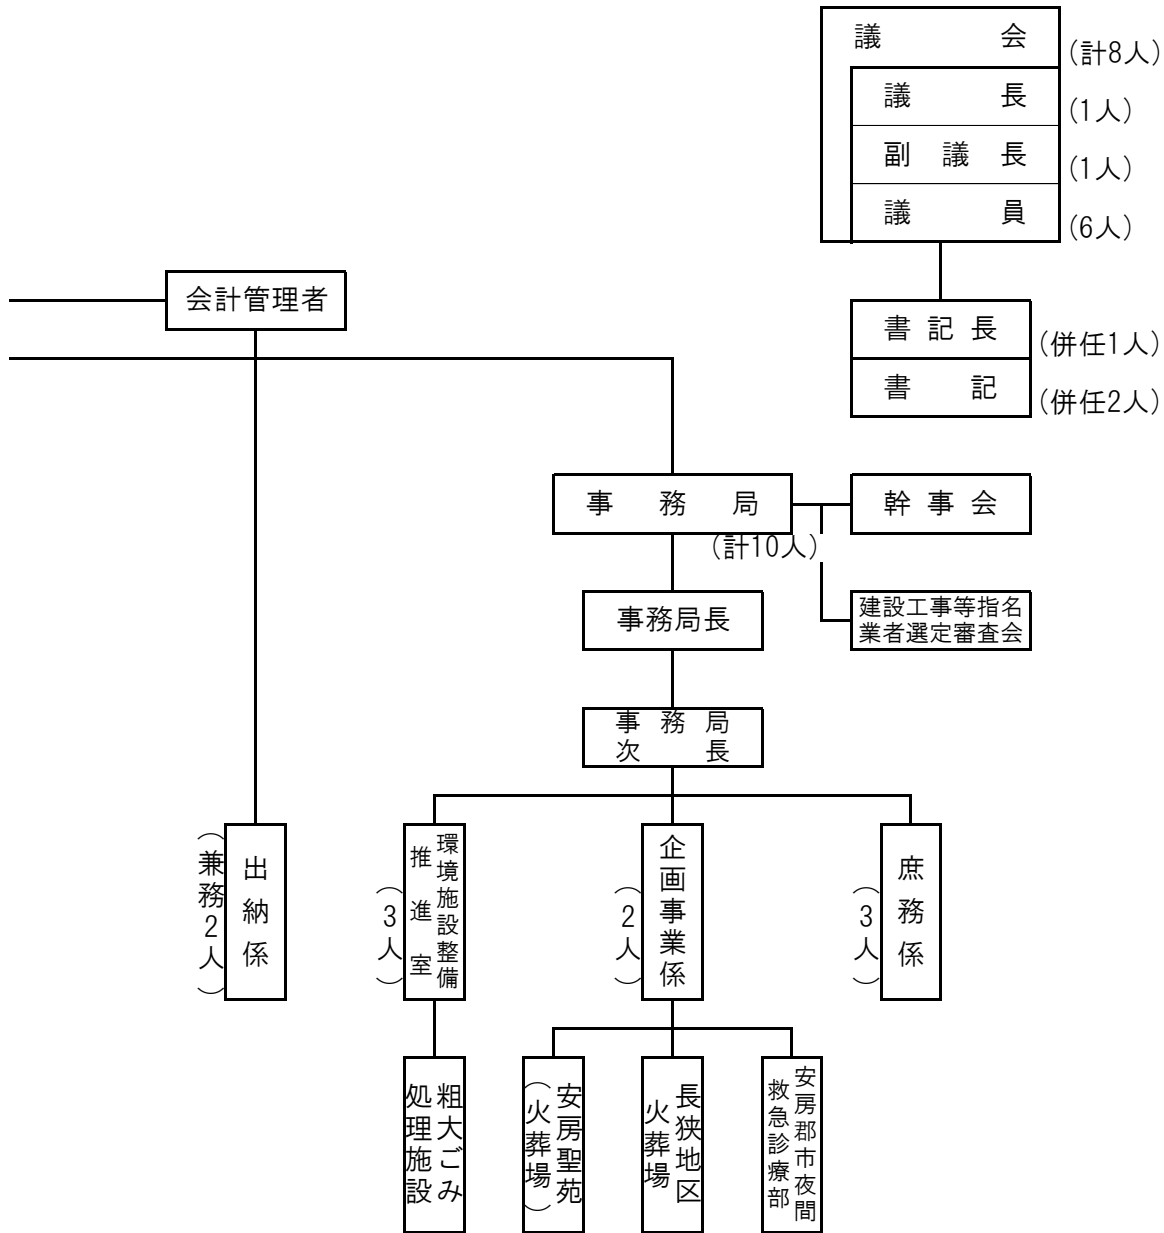 議会
(計8人)
議長
(1人)
副議長
(1人)
議員
(6人)
会計管理者
書記長
(併任1人)
書記
(併任2人)
事務局
(計10人)
幹事会
事務局長
建設工事等指名
業者選定審査会
事務局
次長
出納係
(兼務2人)
環境施設整備
推進室
(3人)
企画事業係
(2人)
庶務係
(3人)
粗大ごみ
処理施設
安房聖苑
(火葬場)
長狭地区
火葬場
安房郡市夜間
救急診療部